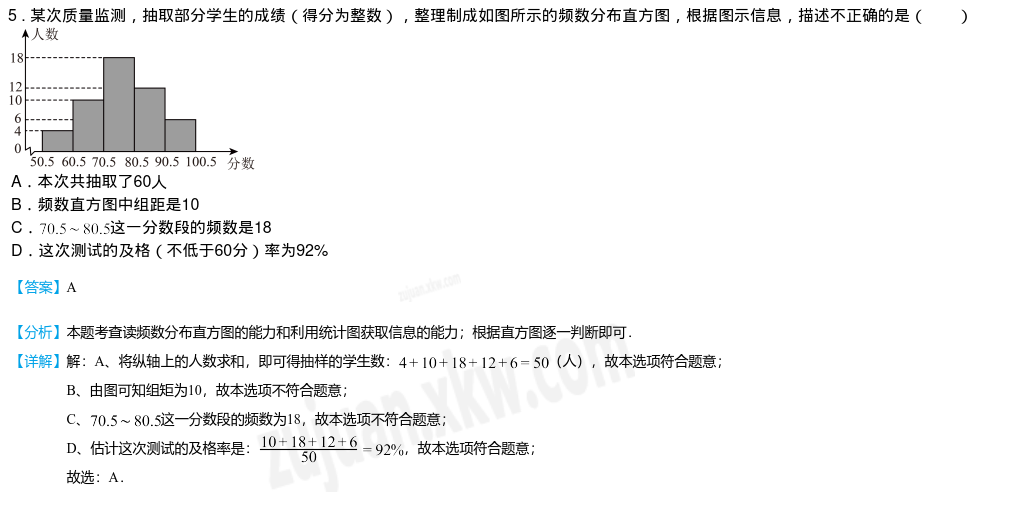 5．某次质量监测，抽取部分学生的成绩（得分为整数），整理制成如图所示的频数分布直方图，根据图示信息，描述不正确的是（　　）
人数
18
12
10
6
4
0
50.5 60.5 70.5 80.5 90.5 100.5 分数
A．本次共抽取了60人
B．频数直方图中组距是10
C．70.5～80.5这一分数段的频数是18
D．这次测试的及格（不低于60分）率为92%
【答案】A
zujuan.xkw.com
【分析】本题考查读频数分布直方图的能力和利用统计图获取信息的能力；根据直方图逐一判断即可．
【详解】解：A、将纵轴上的人数求和，即可得抽样的学生数：4+10+18+12+6=50（人），故本选项符合题意；
B、由图可知组矩为10，故本选项不符合题意；
C、70.5～80.5这一分数段的频数为18，故本选项不符合题意；
D、估计这次测试的及格率是：(10+18+12+6)/50=92%，故本选项符合题意；
故选：A．
zujuan.xkw.com